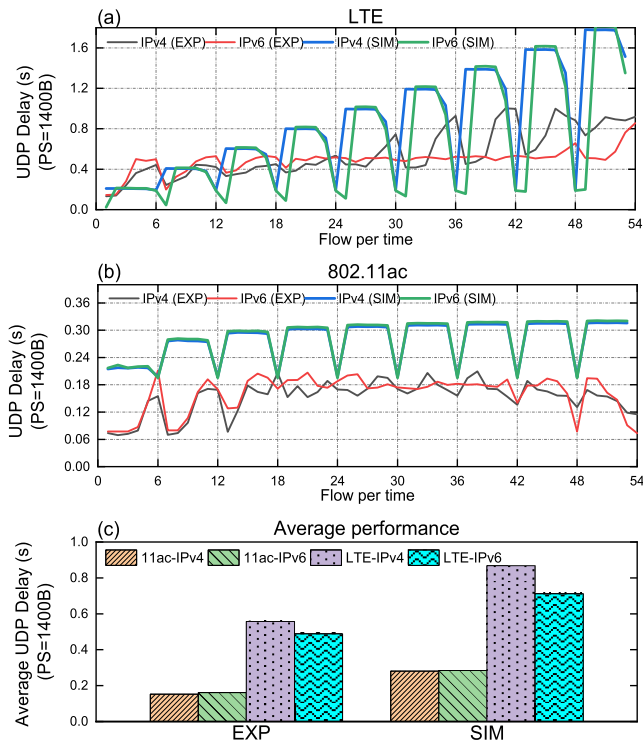 (a) LTE
IPv4 (EXP) IPv6 (EXP) IPv4 (SIM) IPv6 (SIM)
UDP Delay (s)
(PS=1400B)
1.6
1.2
0.8
0.4
0.0
0 6 12 18 24 30 36 42 48 54
Flow per time
(b) 802.11ac
IPv4 (EXP) IPv6 (EXP) IPv4 (SIM) IPv6 (SIM)
UDP Delay (s)
(PS=1400B)
0.36
0.30
0.24
0.18
0.12
0.06
0.00
0 6 12 18 24 30 36 42 48 54
Flow per time
(c) Average performance
11ac-IPv4 11ac-IPv6 LTE-IPv4 LTE-IPv6
Average UDP Delay (s)
(PS=1400B)
1.0
0.8
0.6
0.4
0.2
0.0
EXP SIM